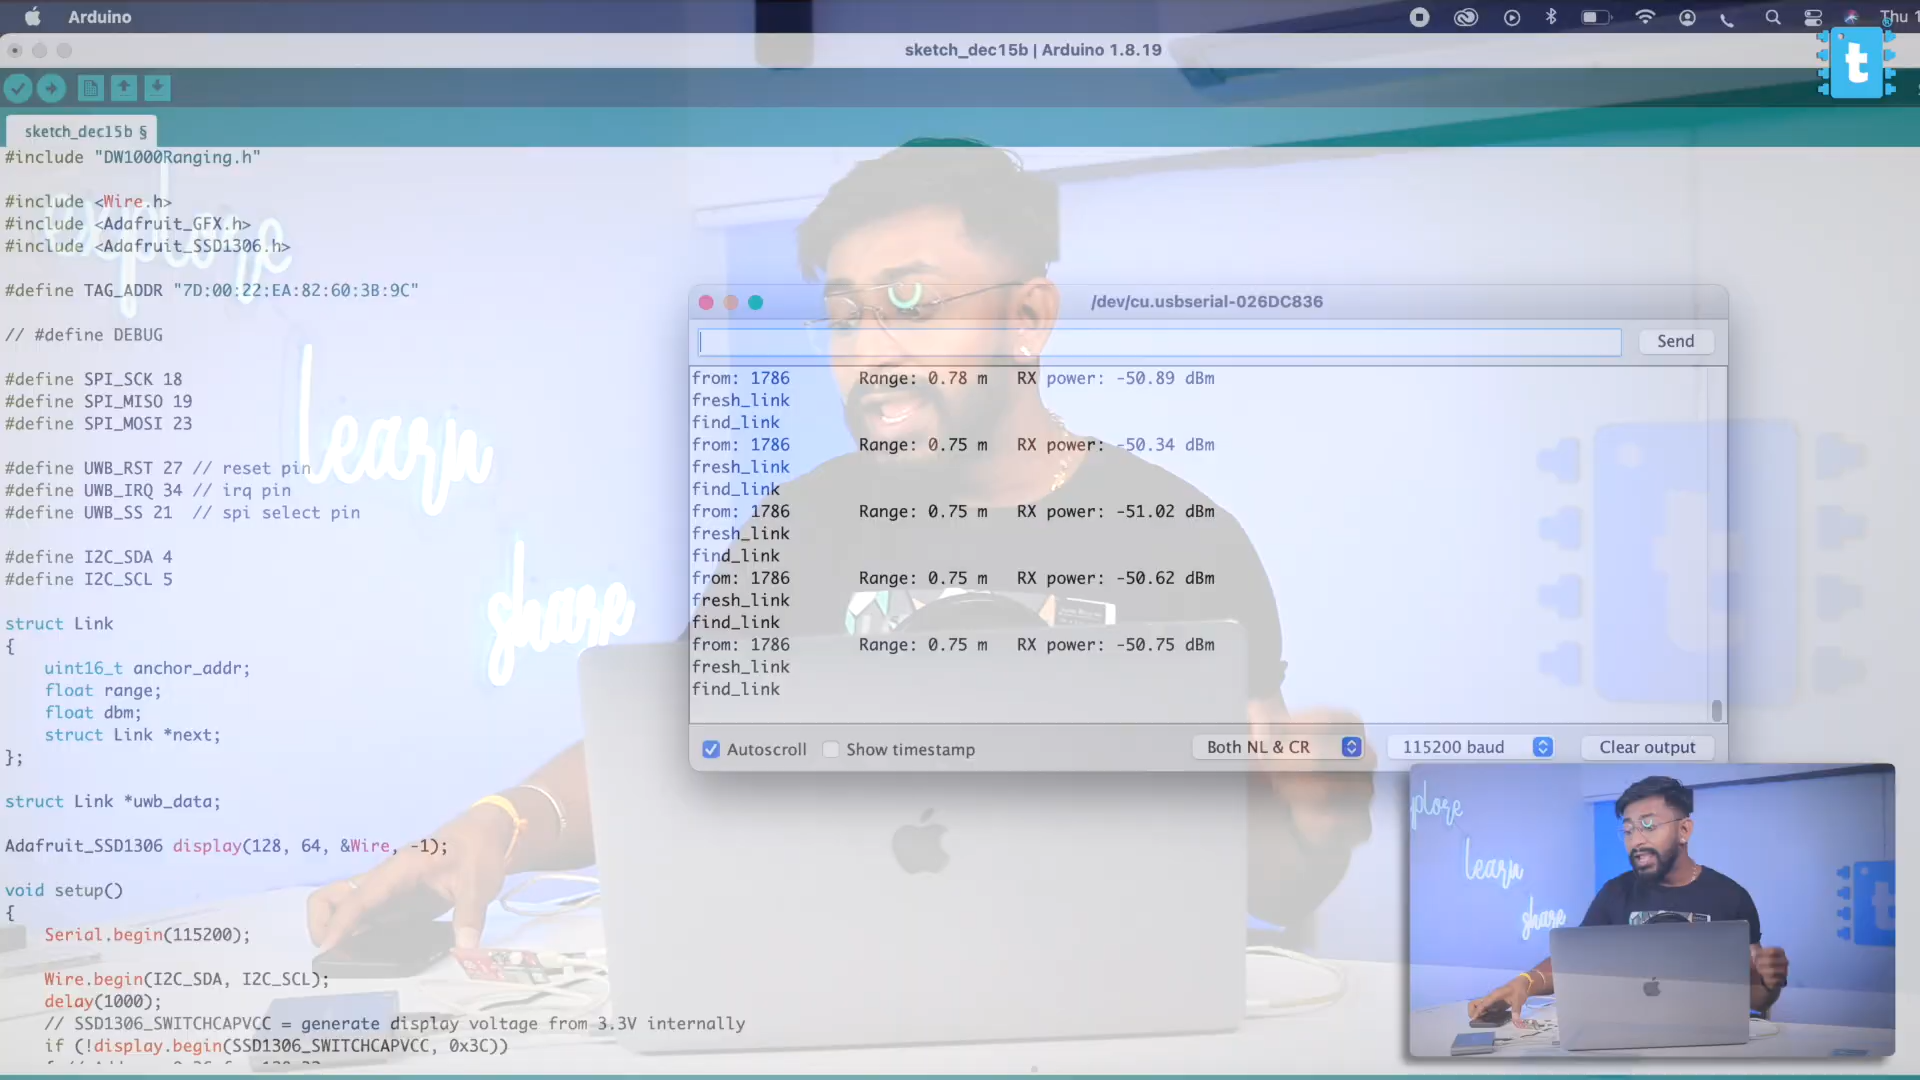 Arduino
Thu 1
sketch_dec15b | Arduino 1.8.19
t
sketch_dec15b §
#include "DW1000Ranging.h"
#include <Wire.h>
#include <Adafruit_GFX.h>
#include <Adafruit_SSD1306.h>
#define TAG_ADDR "7D:00:22:EA:82:60:3B:9C"
// #define DEBUG
#define SPI_SCK 18
#define SPI_MISO 19
#define SPI_MOSI 23
#define UWB_RST 27 // reset pin
#define UWB_IRQ 34 // irq pin
#define UWB_SS 21  // spi select pin
#define I2C_SDA 4
#define I2C_SCL 5
struct Link
{
uint16_t anchor_addr;
float range;
float dbm;
struct Link *next;
};
struct Link *uwb_data;
Adafruit_SSD1306 display(128, 64, &Wire, -1);
void setup()
{
Serial.begin(115200);
Wire.begin(I2C_SDA, I2C_SCL);
delay(1000);
// SSD1306_SWITCHCAPVCC = generate display voltage from 3.3V internally
if (!display.begin(SSD1306_SWITCHCAPVCC, 0x3C))
explore
learn
share
/dev/cu.usbserial-026DC836
Send
from: 1786 Range: 0.78 m RX power: -50.89 dBm
fresh_link
find_link
from: 1786 Range: 0.75 m RX power: -50.34 dBm
fresh_link
find_link
from: 1786 Range: 0.75 m RX power: -51.02 dBm
fresh_link
find_link
from: 1786 Range: 0.75 m RX power: -50.62 dBm
fresh_link
find_link
from: 1786 Range: 0.75 m RX power: -50.75 dBm
fresh_link
find_link
Autoscroll
Show timestamp
Both NL & CR
115200 baud
Clear output
plore
learn
share